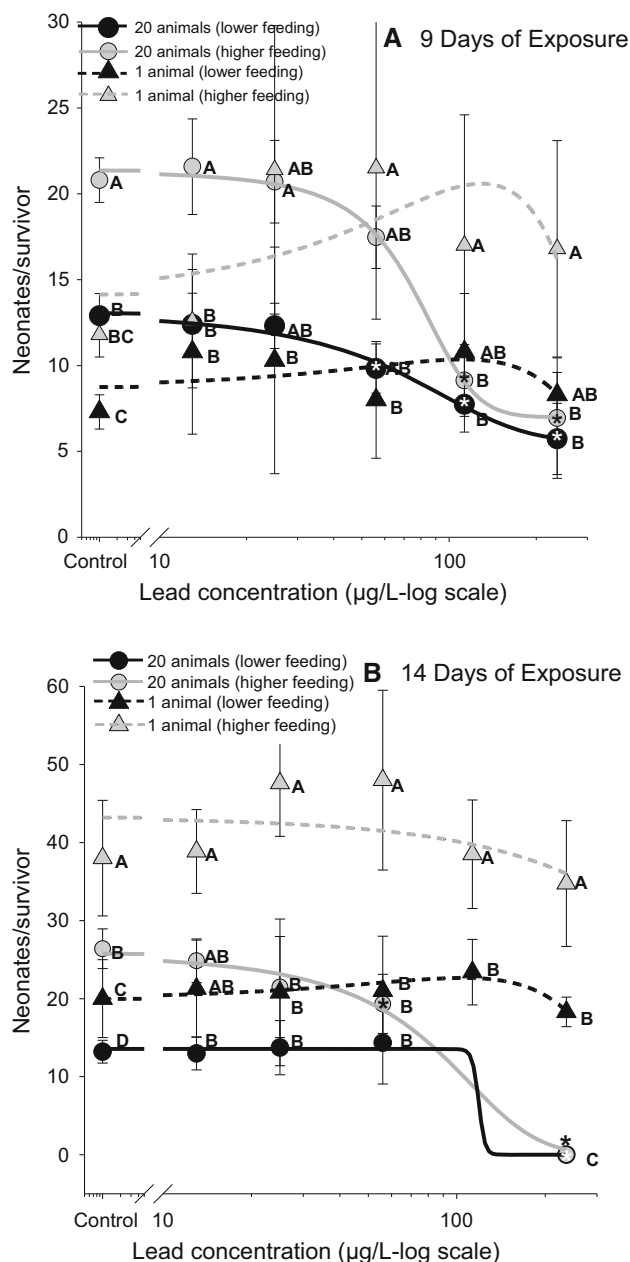 20 animals (lower feeding)
20 animals (higher feeding)
1 animal (lower feeding)
1 animal (higher feeding)
A 9 Days of Exposure
Neonates/survivor
30
25
20
15
10
5
0
A
B
BC
C
A
B
B
B
AB
A
AB
B
A
AB
AB
B
A
AB
*
B
*
B
A
AB
*
B
*
B
Control
10
100
Lead concentration (µg/L-log scale)
20 animals (lower feeding)
20 animals (higher feeding)
1 animal (lower feeding)
1 animal (higher feeding)
B 14 Days of Exposure
Neonates/survivor
60
50
40
30
20
10
0
A
B
C
D
A
AB
AB
B
A
B
B
B
A
B
*
B
B
A
B
A
B
*
C
Control
10
100
Lead concentration (µg/L-log scale)